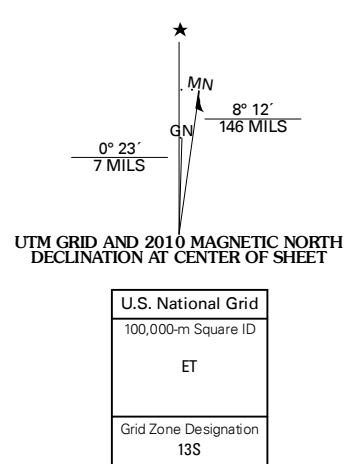 ★
MN
8° 12´
146 MILS
GN
0° 23´
7 MILS
UTM GRID AND 2010 MAGNETIC NORTH
DECLINATION AT CENTER OF SHEET
U.S. National Grid
100,000-m Square ID
ET
Grid Zone Designation
13S